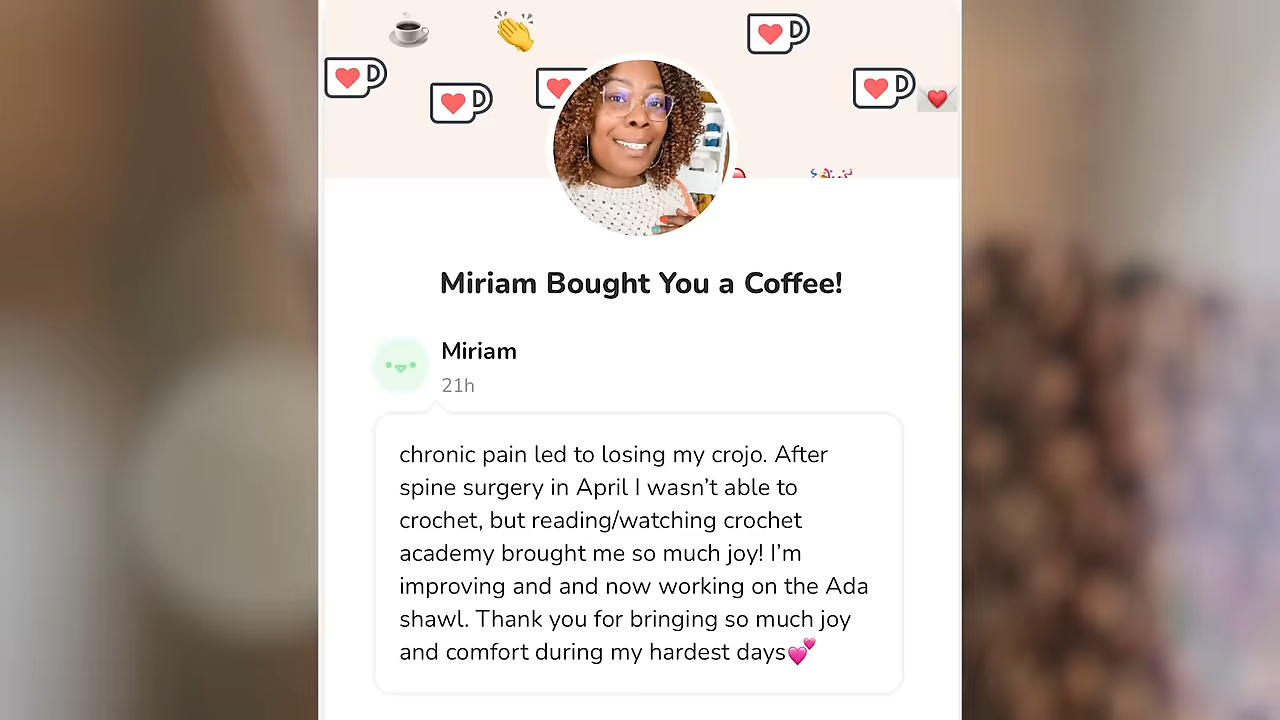 Miriam Bought You a Coffee!
Miriam
21h
chronic pain led to losing my crojo. After
spine surgery in April I wasn’t able to
crochet, but reading/watching crochet
academy brought me so much joy! I’m
improving and and now working on the Ada
shawl. Thank you for bringing so much joy
and comfort during my hardest days💕